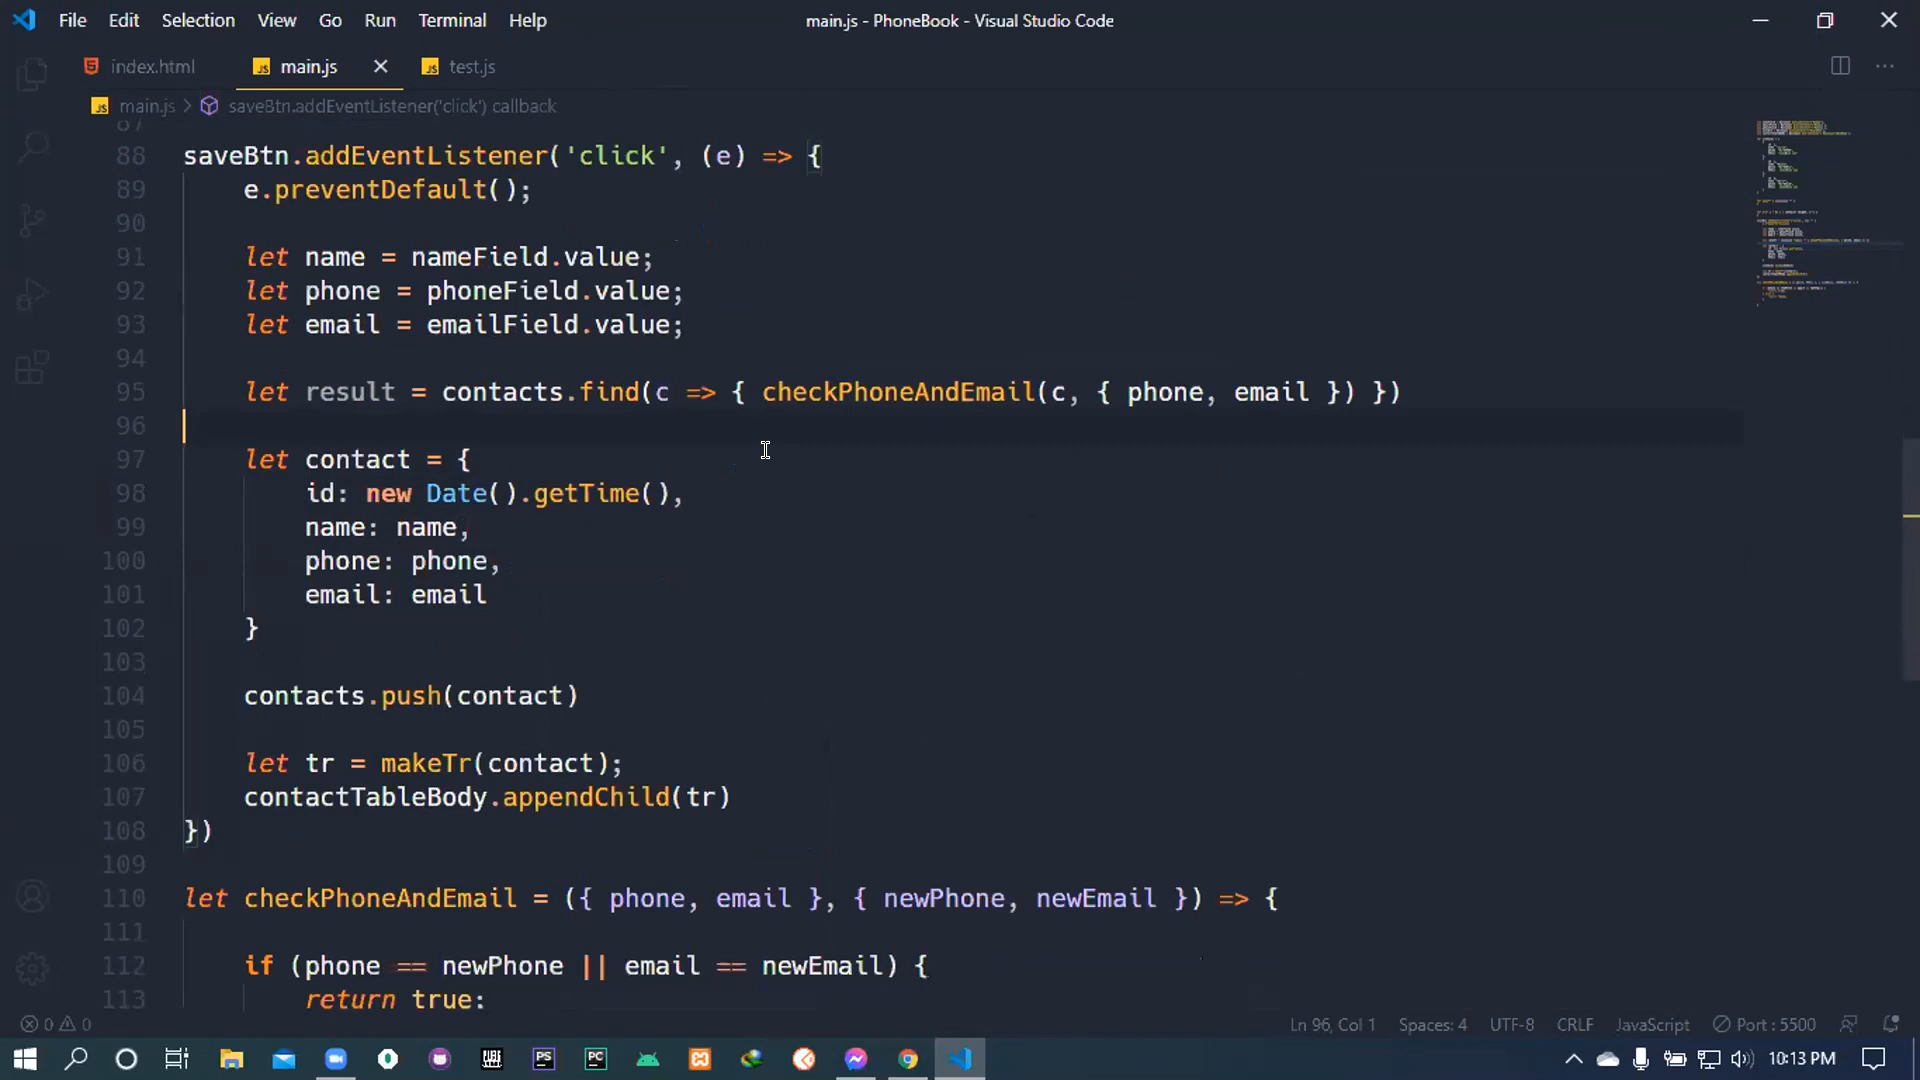 File Edit Selection View Go Run Terminal Help main.js - PhoneBook - Visual Studio Code
index.html main.js test.js
main.js > saveBtn.addEventListener('click') callback
87
88 saveBtn.addEventListener('click', (e) => {
89 e.preventDefault();
90
91 let name = nameField.value;
92 let phone = phoneField.value;
93 let email = emailField.value;
94
95 let result = contacts.find(c => { checkPhoneAndEmail(c, { phone, email }) })
96
97 let contact = {
98 id: new Date().getTime(),
99 name: name,
100 phone: phone,
101 email: email
102 }
103
104 contacts.push(contact)
105
106 let tr = makeTr(contact);
107 contactTableBody.appendChild(tr)
108 })
109
110 let checkPhoneAndEmail = ({ phone, email }, { newPhone, newEmail }) => {
111
112 if (phone == newPhone || email == newEmail) {
113 return true;
0 0 Ln 96, Col 1 Spaces: 4 UTF-8 CRLF JavaScript Port : 5500
PS PC 10:13 PM